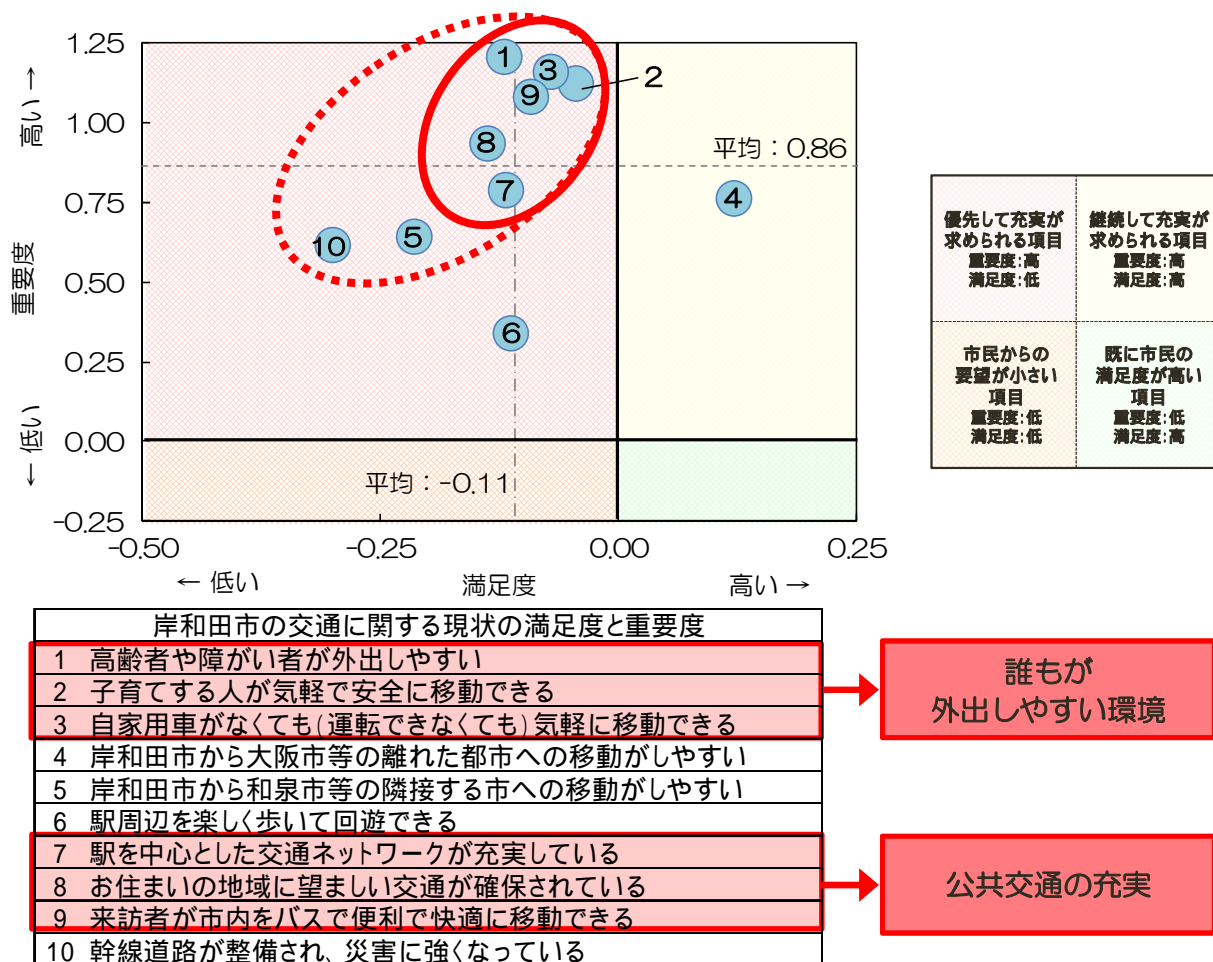 1.25
1.00
0.75
0.50
0.25
0.00
-0.25
高い →
重要度
← 低い
1
3
2
9
8
7
4
10
5
6
平均：0.86
平均：-0.11
-0.50
-0.25
0.00
0.25
← 低い
満足度
高い →
優先して充実が
求められる項目
重要度:高
満足度:低
継続して充実が
求められる項目
重要度:高
満足度:高
市民からの
要望が小さい
項目
重要度:低
満足度:低
既に市民の
満足度が高い
項目
重要度:低
満足度:高
岸和田市の交通に関する現状の満足度と重要度
1 高齢者や障がい者が外出しやすい
2 子育てする人が気軽で安全に移動できる
3 自家用車がなくても(運転できなくても)気軽に移動できる
4 岸和田市から大阪市等の離れた都市への移動がしやすい
5 岸和田市から和泉市等の隣接する市への移動がしやすい
6 駅周辺を楽しく歩いて回遊できる
7 駅を中心とした交通ネットワークが充実している
8 お住まいの地域に望ましい交通が確保されている
9 来訪者が市内をバスで便利で快適に移動できる
10 幹線道路が整備され、災害に強くなっている
誰もが
外出しやすい環境
公共交通の充実